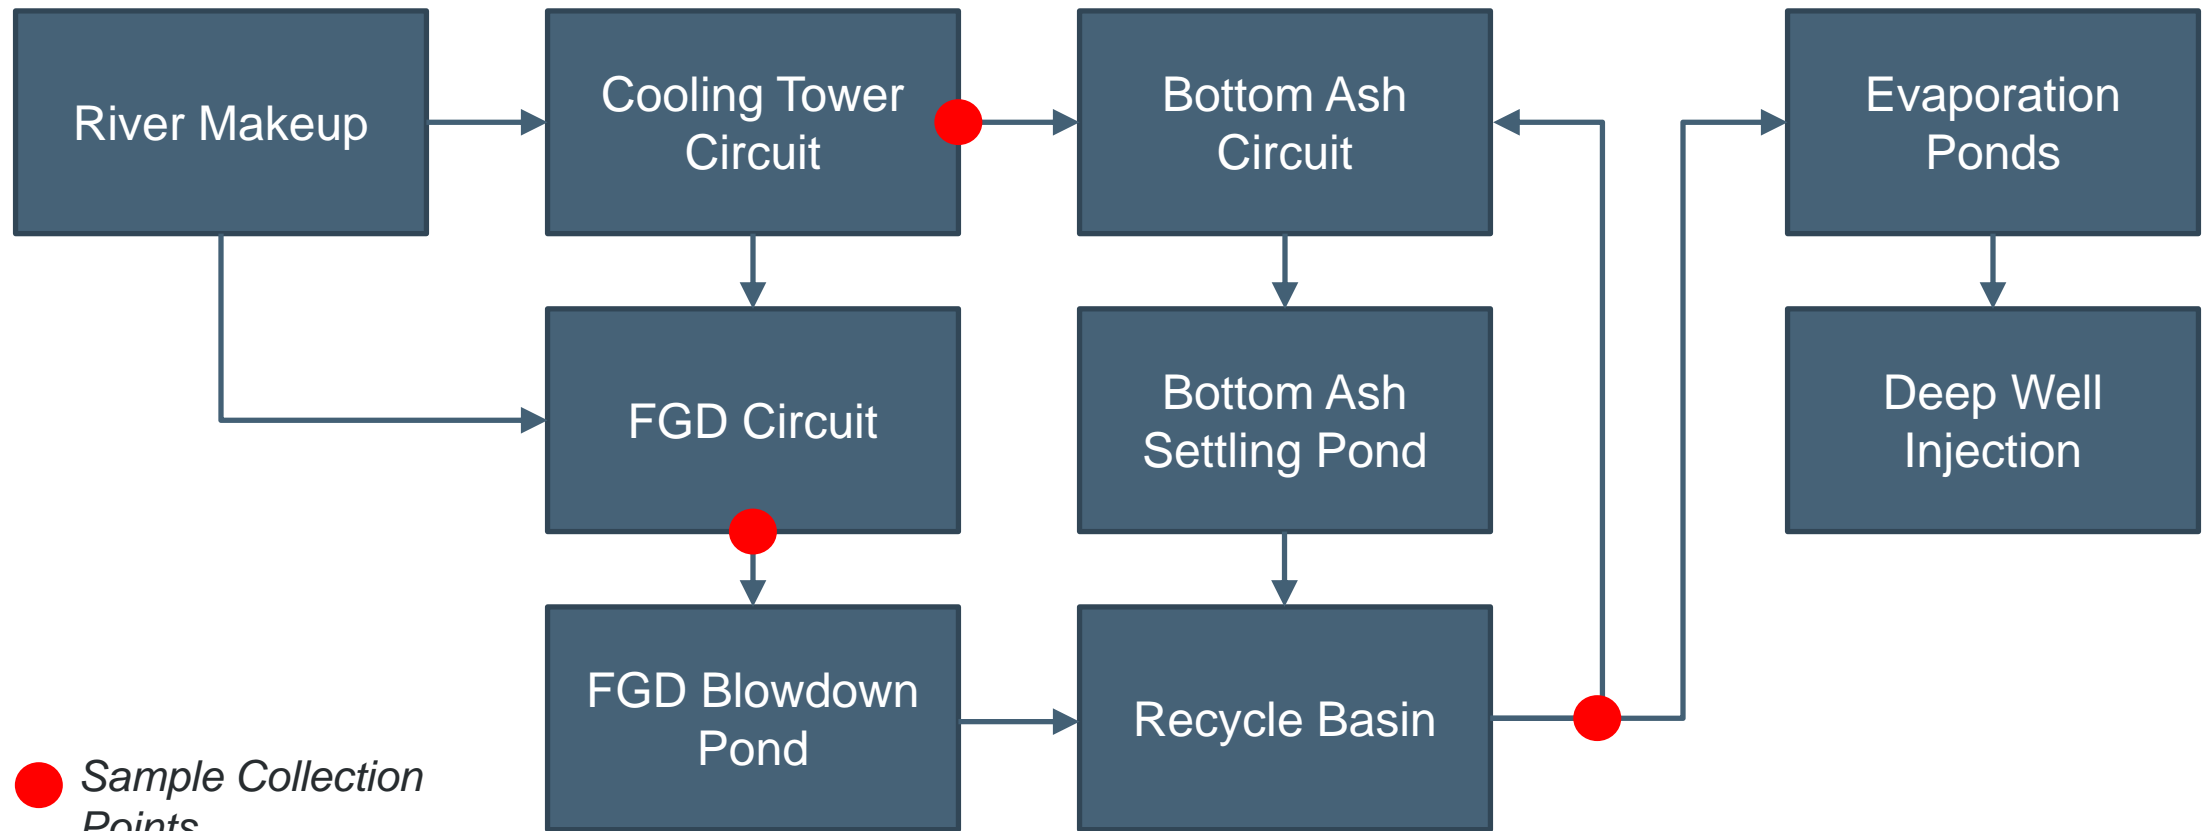 River Makeup
Cooling Tower
Circuit
Bottom Ash
Circuit
Evaporation
Ponds
FGD Circuit
Bottom Ash
Settling Pond
Deep Well
Injection
FGD Blowdown
Pond
Recycle Basin
Sample Collection
Points